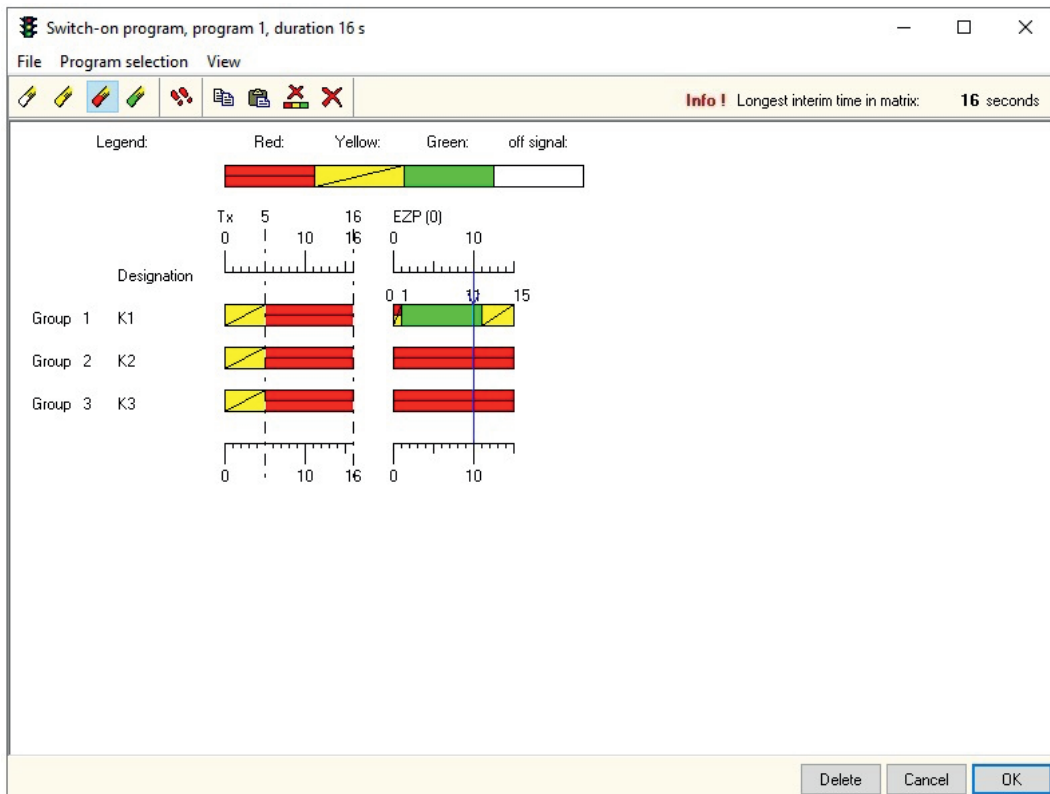 Switch-on program, program 1, duration 16 s
File Program selection View
Info ! Longest interim time in matrix: 16 seconds
Legend: Red: Yellow: Green: off signal:
Tx 5 16 EZP (0)
0 10 16 0 10
Designation
0 1 11 15
Group 1 K1
Group 2 K2
Group 3 K3
0 10 16 0 10
Delete Cancel OK